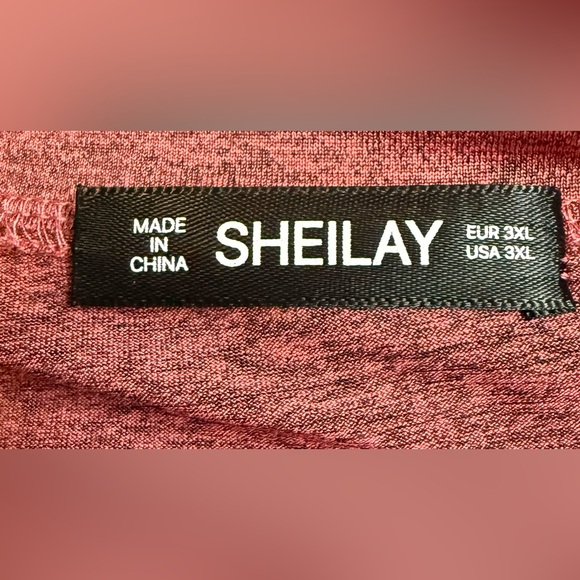 MADE
IN
CHINA
SHEILAY
EUR 3XL
USA 3XL